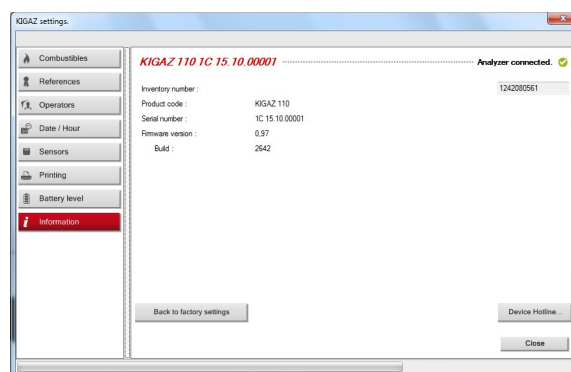 KIGAZ settings.
Combustibles
References
Operators
Date / Hour
Sensors
Printing
Battery level
Information
KIGAZ 110 1C 15.10.00001
Analyzer connected.
Inventory number :
1242080561
Product code : KIGAZ 110
Serial number : 1C 15.10.00001
Firmware version : 0,97
Build : 2642
Back to factory settings
Device Hotline...
Close